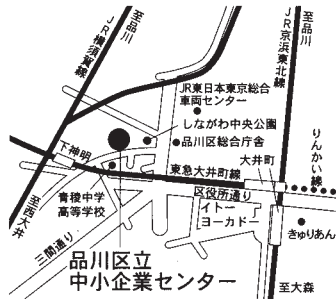 至品川
JR横須賀線
至品川
JR京浜東北線
JR東日本東京総合
車両センター
しながわ中央公園
品川区総合庁舎
下神明
大井町
りんかい線
東急大井町線
区役所通り
イトー
ヨーカドー
青稜中学
高等学校
きゅりあん
至西大井
三間通り
品川区立
中小企業センター
至大森